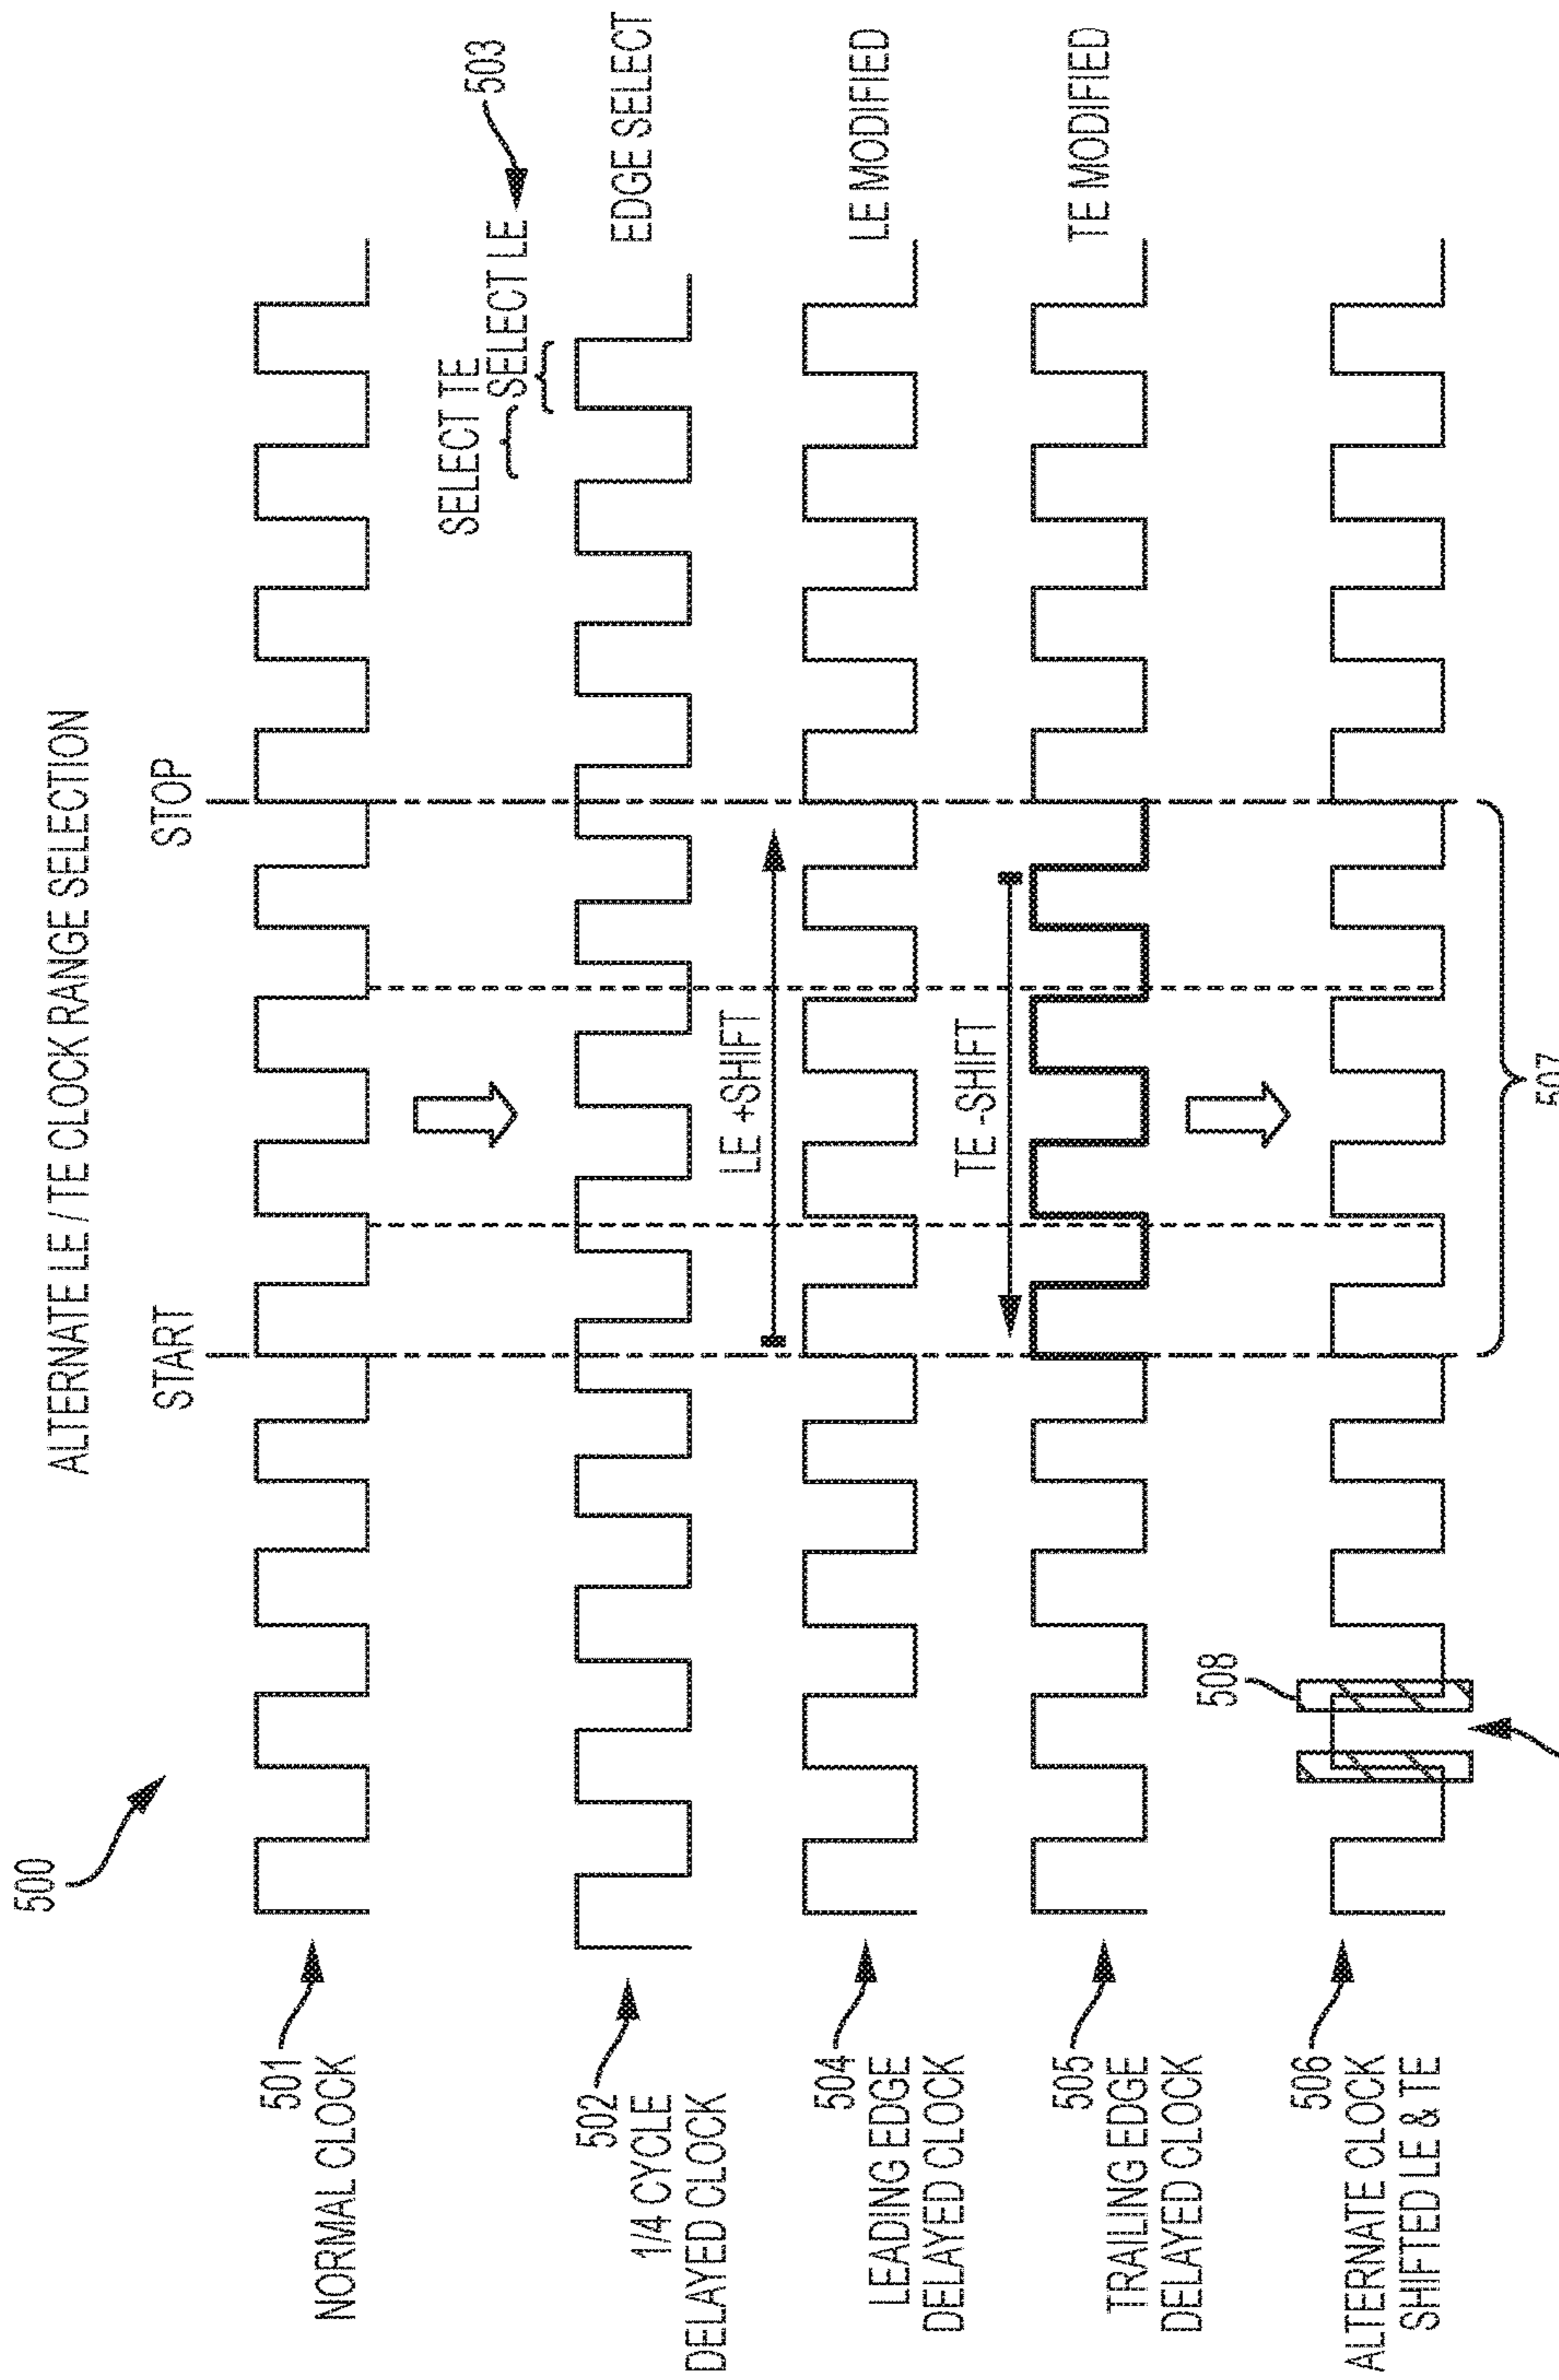 ALTERNATE LE / TE CLOCK RANGE SELECTION
500
START
STOP
501
NORMAL CLOCK
SELECT TE
SELECT LE
503
502
1/4 CYCLE
DELAYED CLOCK
EDGE SELECT
LE +SHIFT
504
LEADING EDGE
DELAYED CLOCK
LE MODIFIED
TE -SHIFT
505
TRAILING EDGE
DELAYED CLOCK
TE MODIFIED
508
506
ALTERNATE CLOCK
SHIFTED LE & TE
507